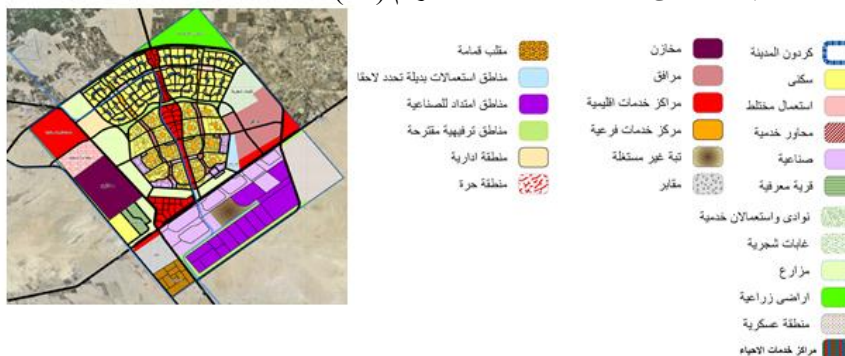 كردون المدينة
سكنى
استعمال مختلط
محاور خدمية
صناعية
قرية معرفية
نوادى واستعمالان خدمية
غابات شجرية
مزارع
اراضى زراعية
منطقة عسكرية
مراكز خدمات الاحياء
مخازن
مرافق
مراكز خدمات اقليمية
مركز خدمات فرعية
تبة غير مستغلة
مقابر
مقلب قمامة
مناطق استعمالات بديلة تحدد لاحقا
مناطق امتداد للصناعية
مناطق ترفيهية مقترحة
منطقة ادارية
منطقة حرة